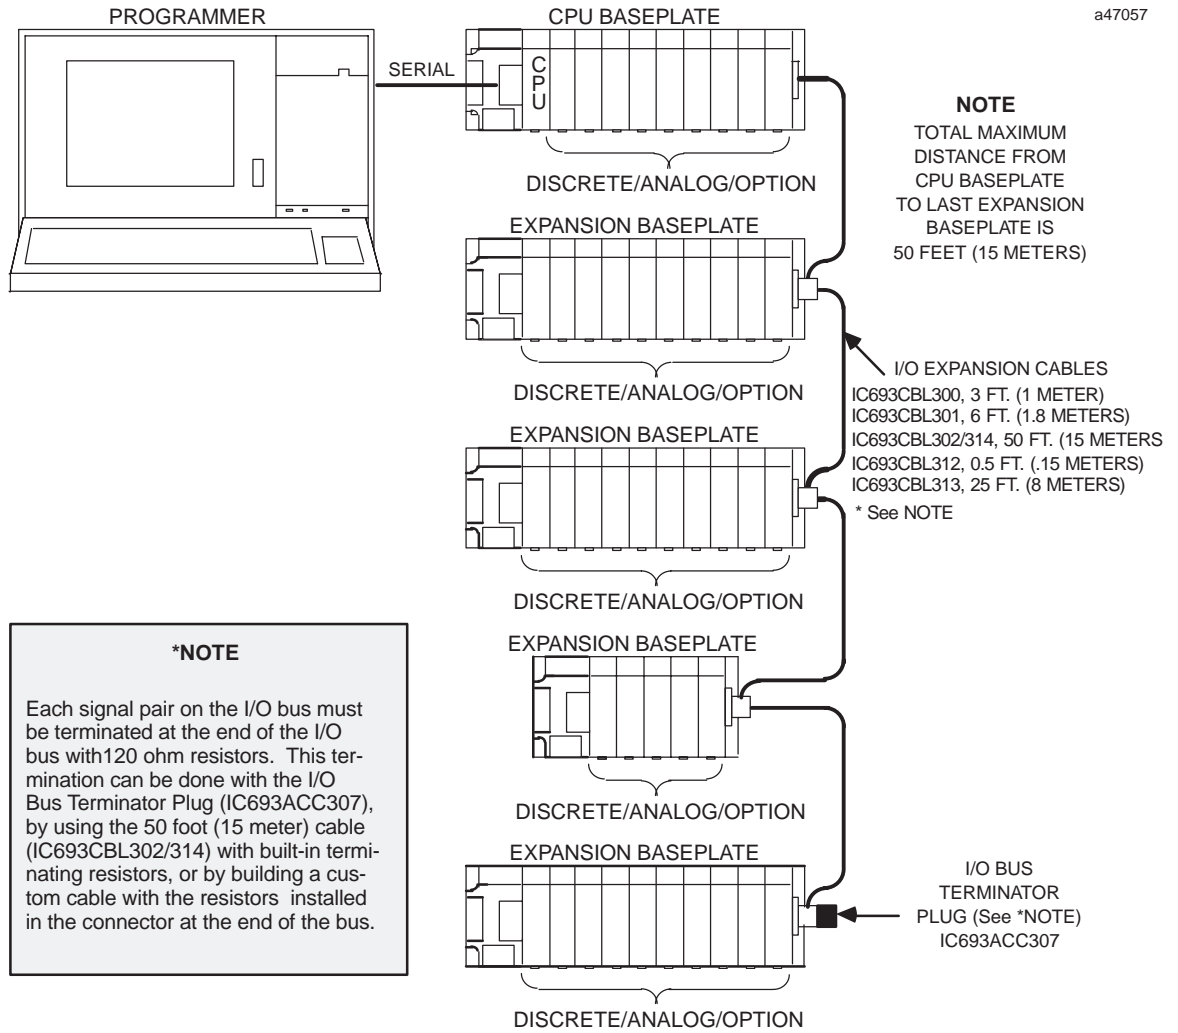 PROGRAMMER
CPU BASEPLATE
a47057
SERIAL
C
P
U
DISCRETE/ANALOG/OPTION
NOTE
TOTAL MAXIMUM
DISTANCE FROM
CPU BASEPLATE
TO LAST EXPANSION
BASEPLATE IS
50 FEET (15 METERS)
EXPANSION BASEPLATE
DISCRETE/ANALOG/OPTION
I/O EXPANSION CABLES
IC693CBL300, 3 FT. (1 METER)
IC693CBL301, 6 FT. (1.8 METERS)
IC693CBL302/314, 50 FT. (15 METERS
IC693CBL312, 0.5 FT. (.15 METERS)
IC693CBL313, 25 FT. (8 METERS)
* See NOTE
EXPANSION BASEPLATE
DISCRETE/ANALOG/OPTION
*NOTE
Each signal pair on the I/O bus must
be terminated at the end of the I/O
bus with120 ohm resistors.  This ter-
mination can be done with the I/O
Bus Terminator Plug (IC693ACC307),
by using the 50 foot (15 meter) cable
(IC693CBL302/314) with built-in termi-
nating resistors, or by building a cus-
tom cable with the resistors  installed
in the connector at the end of the bus.
EXPANSION BASEPLATE
DISCRETE/ANALOG/OPTION
EXPANSION BASEPLATE
DISCRETE/ANALOG/OPTION
I/O BUS
TERMINATOR
PLUG (See *NOTE)
IC693ACC307